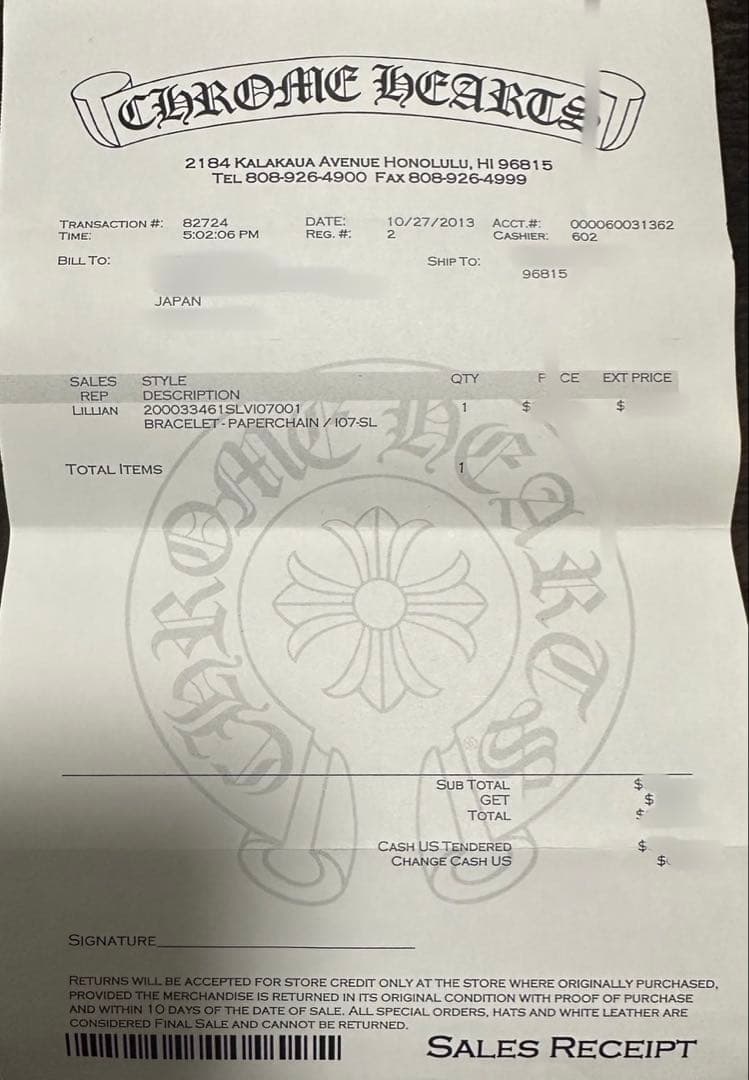 CHROME HEARTS
2184 KALAKAUA AVENUE HONOLULU, HI 96815
TEL 808-926-4900 FAX 808-926-4999
TRANSACTION #: 82724 DATE: 10/27/2013 ACCT.#: 000060031362
TIME: 5:02:06 PM REG. #: 2 CASHIER: 602
BILL TO: SHIP TO:
96815
JAPAN
SALES STYLE QTY EXT PRICE
REP DESCRIPTION
LILLIAN 200033461SLVI07001 1 $ $
BRACELET - PAPERCHAIN / I07-SL
TOTAL ITEMS 1
CHROME HEARTS
SUB TOTAL $
GET $
TOTAL $
CASH US TENDERED $
CHANGE CASH US $
SIGNATURE
RETURNS WILL BE ACCEPTED FOR STORE CREDIT ONLY AT THE STORE WHERE ORIGINALLY PURCHASED,
PROVIDED THE MERCHANDISE IS RETURNED IN ITS ORIGINAL CONDITION WITH PROOF OF PURCHASE
AND WITHIN 10 DAYS OF THE DATE OF SALE. ALL SPECIAL ORDERS, HATS AND WHITE LEATHER ARE
CONSIDERED FINAL SALE AND CANNOT BE RETURNED.
SALES RECEIPT